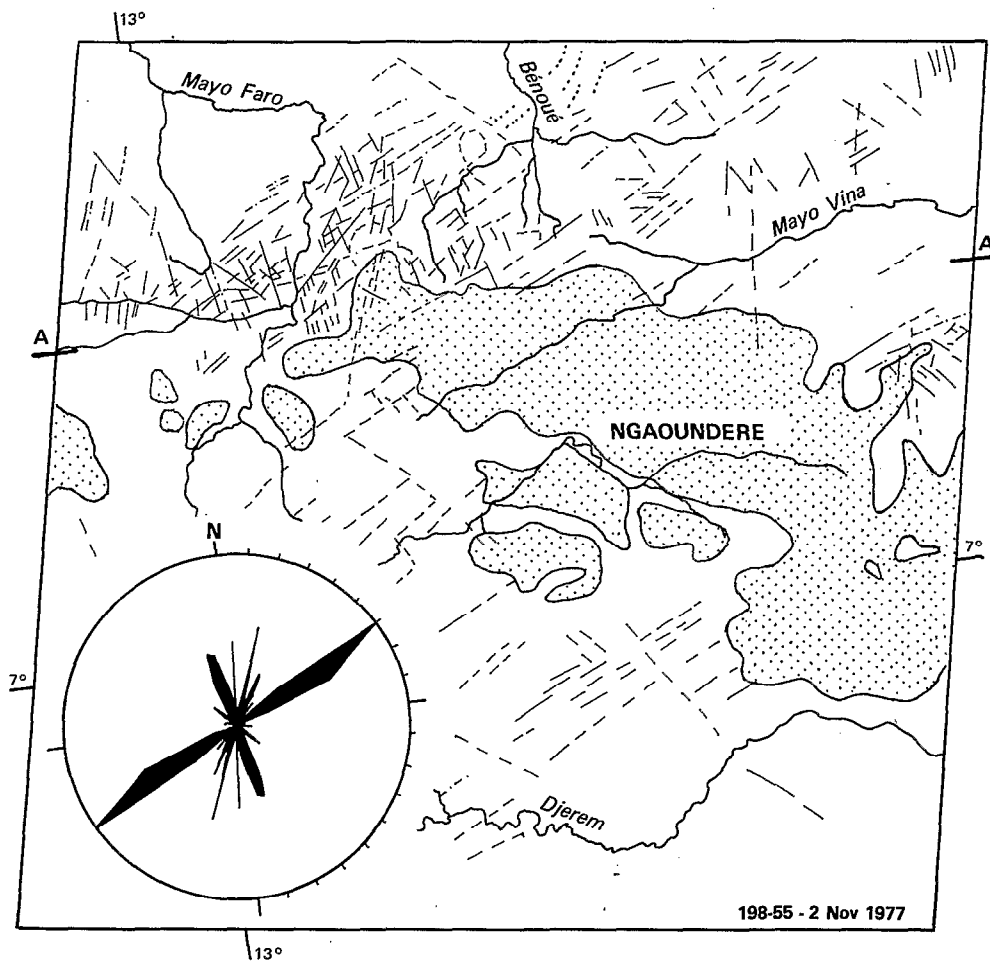 13°
Mayo Faro
Bénoué
Mayo Vina
A
A
NGAOUNDERE
N
7°
7°
Djerem
198-55 - 2 Nov 1977
13°